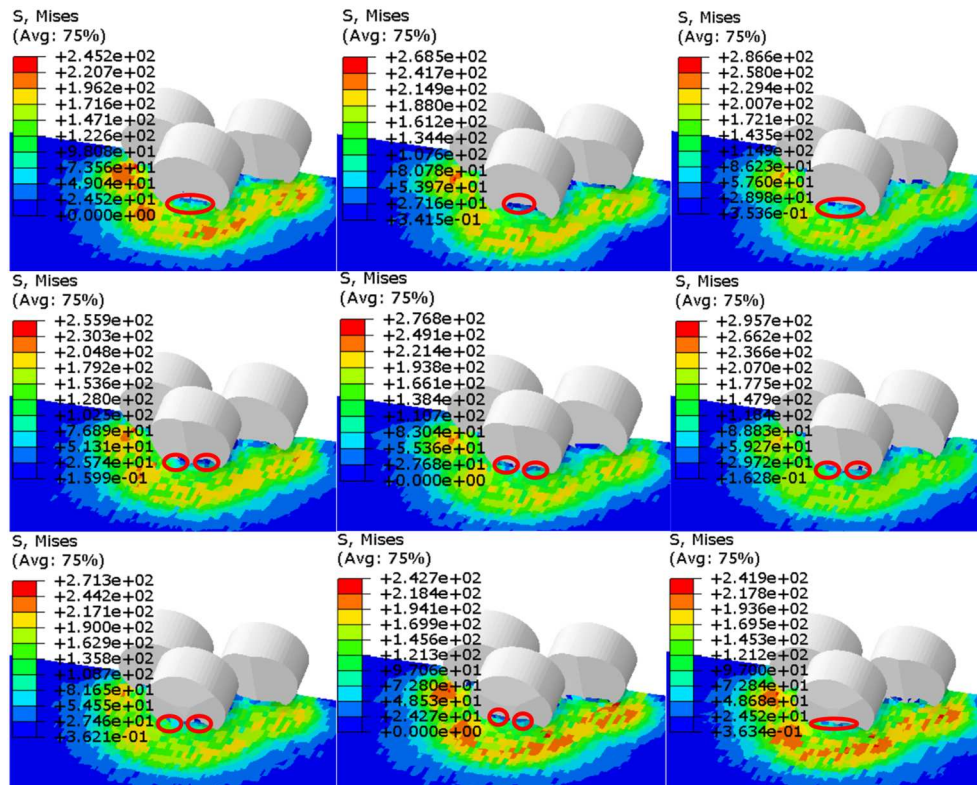 S, Mises
(Avg: 75%)
+2.452e+02
+2.207e+02
+1.962e+02
+1.716e+02
+1.471e+02
+1.226e+02
+9.808e+01
+7.356e+01
+4.904e+01
+2.452e+01
+0.000e+00
S, Mises
(Avg: 75%)
+2.685e+02
+2.417e+02
+2.149e+02
+1.880e+02
+1.612e+02
+1.344e+02
+1.076e+02
+8.078e+01
+5.397e+01
+2.716e+01
+3.415e-01
S, Mises
(Avg: 75%)
+2.866e+02
+2.580e+02
+2.294e+02
+2.007e+02
+1.721e+02
+1.435e+02
+1.149e+02
+8.623e+01
+5.760e+01
+2.898e+01
+3.536e-01
S, Mises
(Avg: 75%)
+2.559e+02
+2.303e+02
+2.048e+02
+1.792e+02
+1.536e+02
+1.280e+02
+1.025e+02
+7.689e+01
+5.131e+01
+2.574e+01
+1.599e-01
S, Mises
(Avg: 75%)
+2.768e+02
+2.491e+02
+2.214e+02
+1.938e+02
+1.661e+02
+1.384e+02
+1.107e+02
+8.304e+01
+5.536e+01
+2.768e+01
+0.000e+00
S, Mises
(Avg: 75%)
+2.957e+02
+2.662e+02
+2.366e+02
+2.070e+02
+1.775e+02
+1.479e+02
+1.184e+02
+8.883e+01
+5.927e+01
+2.972e+01
+1.628e-01
S, Mises
(Avg: 75%)
+2.713e+02
+2.442e+02
+2.171e+02
+1.900e+02
+1.629e+02
+1.358e+02
+1.087e+02
+8.165e+01
+5.455e+01
+2.746e+01
+3.621e-01
S, Mises
(Avg: 75%)
+2.427e+02
+2.184e+02
+1.941e+02
+1.699e+02
+1.456e+02
+1.213e+02
+9.706e+01
+7.280e+01
+4.853e+01
+2.427e+01
+0.000e+00
S, Mises
(Avg: 75%)
+2.419e+02
+2.178e+02
+1.936e+02
+1.695e+02
+1.453e+02
+1.212e+02
+9.700e+01
+7.284e+01
+4.868e+01
+2.452e+01
+3.634e-01